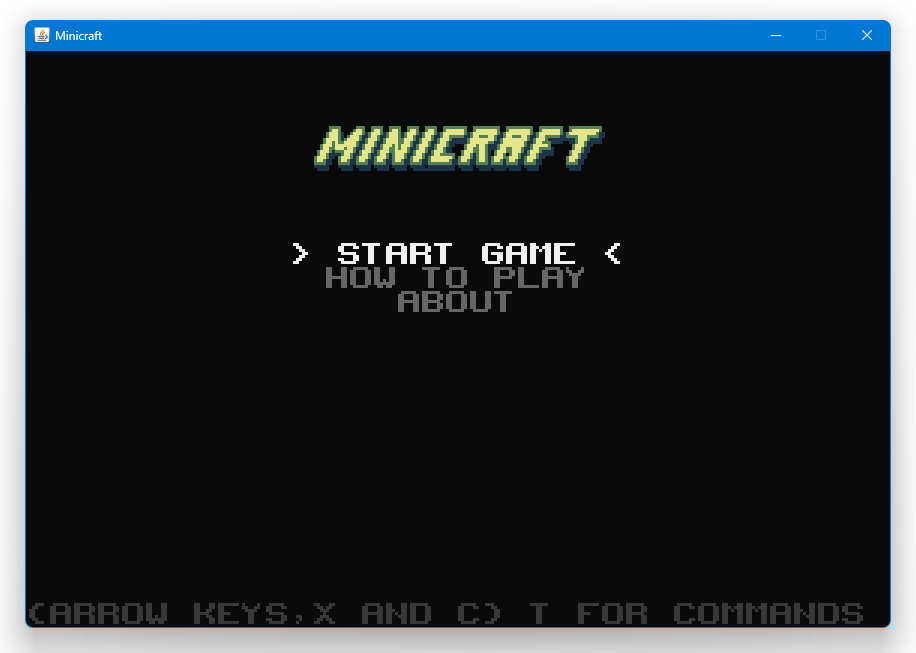 Minicraft
MINICRAFT
> START GAME <
HOW TO PLAY
ABOUT
(ARROW KEYS,X AND C) T FOR COMMANDS